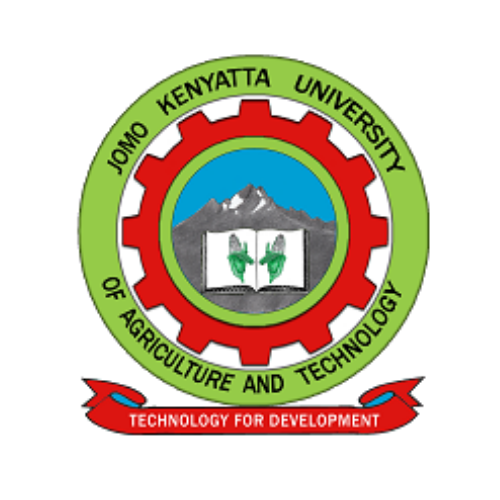 JOMO KENYATTA UNIVERSITY
OF AGRICULTURE AND TECHNOLOGY
TECHNOLOGY FOR DEVELOPMENT